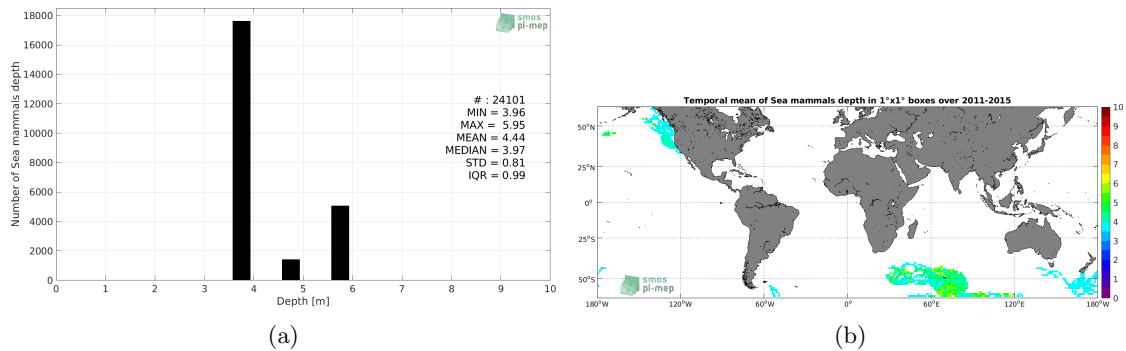 18000
16000
14000
12000
10000
8000
6000
4000
2000
0
Number of Sea mammals depth
smos
pi-mep
# : 24101
MIN = 3.96
MAX = 5.95
MEAN = 4.44
MEDIAN = 3.97
STD = 0.81
IQR = 0.99
0 1 2 3 4 5 6 7 8 9 10
Depth [m]
(a)
Temporal mean of Sea mammals depth in 1°x1° boxes over 2011-2015
50°N
25°N
0°
25°S
50°S
smos
pi-mep
180°W 120°W 60°W 0° 60°E 120°E 180°W
10
9
8
7
6
5
4
3
2
1
0
(b)